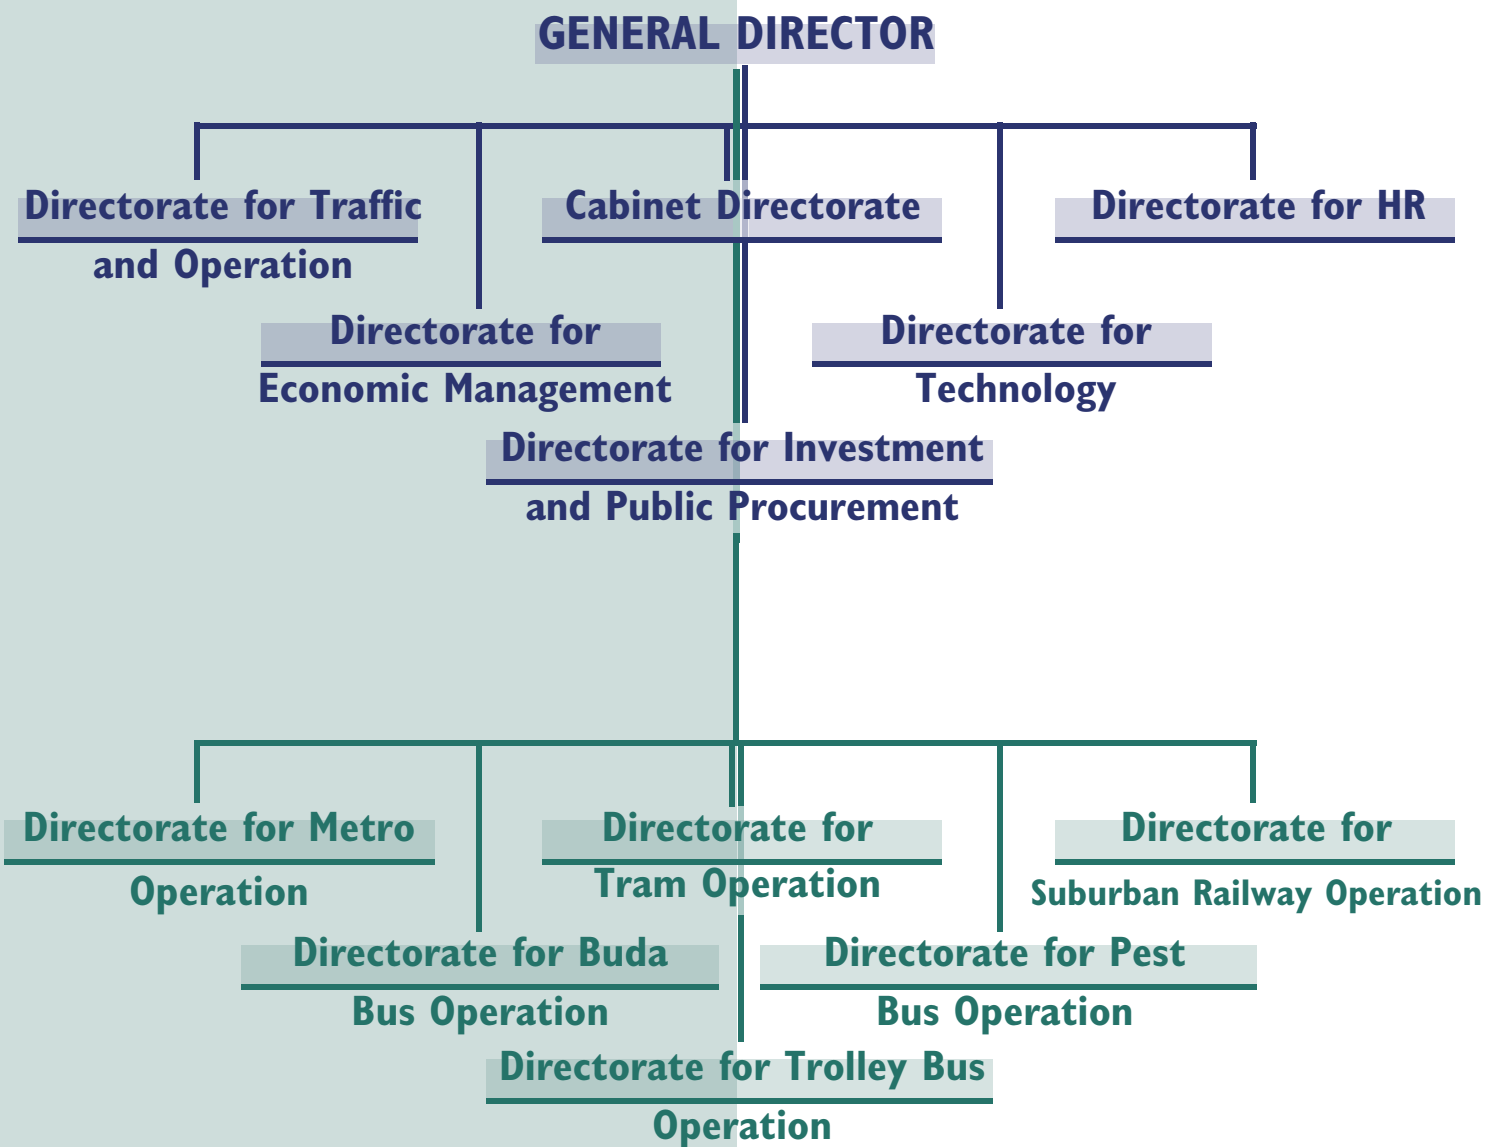 GENERAL DIRECTOR
Directorate for Traffic
and Operation
Cabinet Directorate
Directorate for HR
Directorate for
Economic Management
Directorate for
Technology
Directorate for Investment
and Public Procurement
Directorate for Metro
Operation
Directorate for
Tram Operation
Directorate for
Suburban Railway Operation
Directorate for Buda
Bus Operation
Directorate for Pest
Bus Operation
Directorate for Trolley Bus
Operation